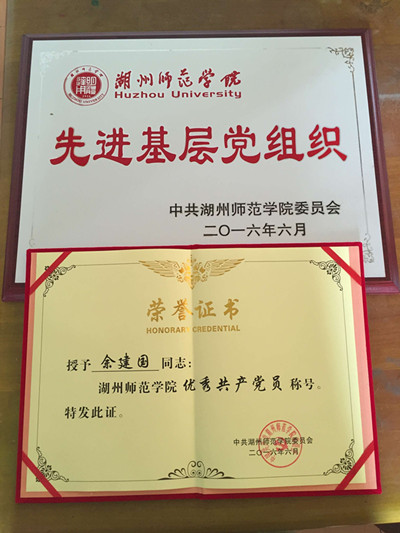 湖州师范学院
Huzhou University
先进基层党组织
中共湖州师范学院委员会
二〇一六年六月
荣誉证书
HONORARY CREDENTIAL
授予 余建国 同志：
湖州师范学院 优秀共产党员 称号。
特发此证。
中共湖州师范学院委员会
二〇一六年六月